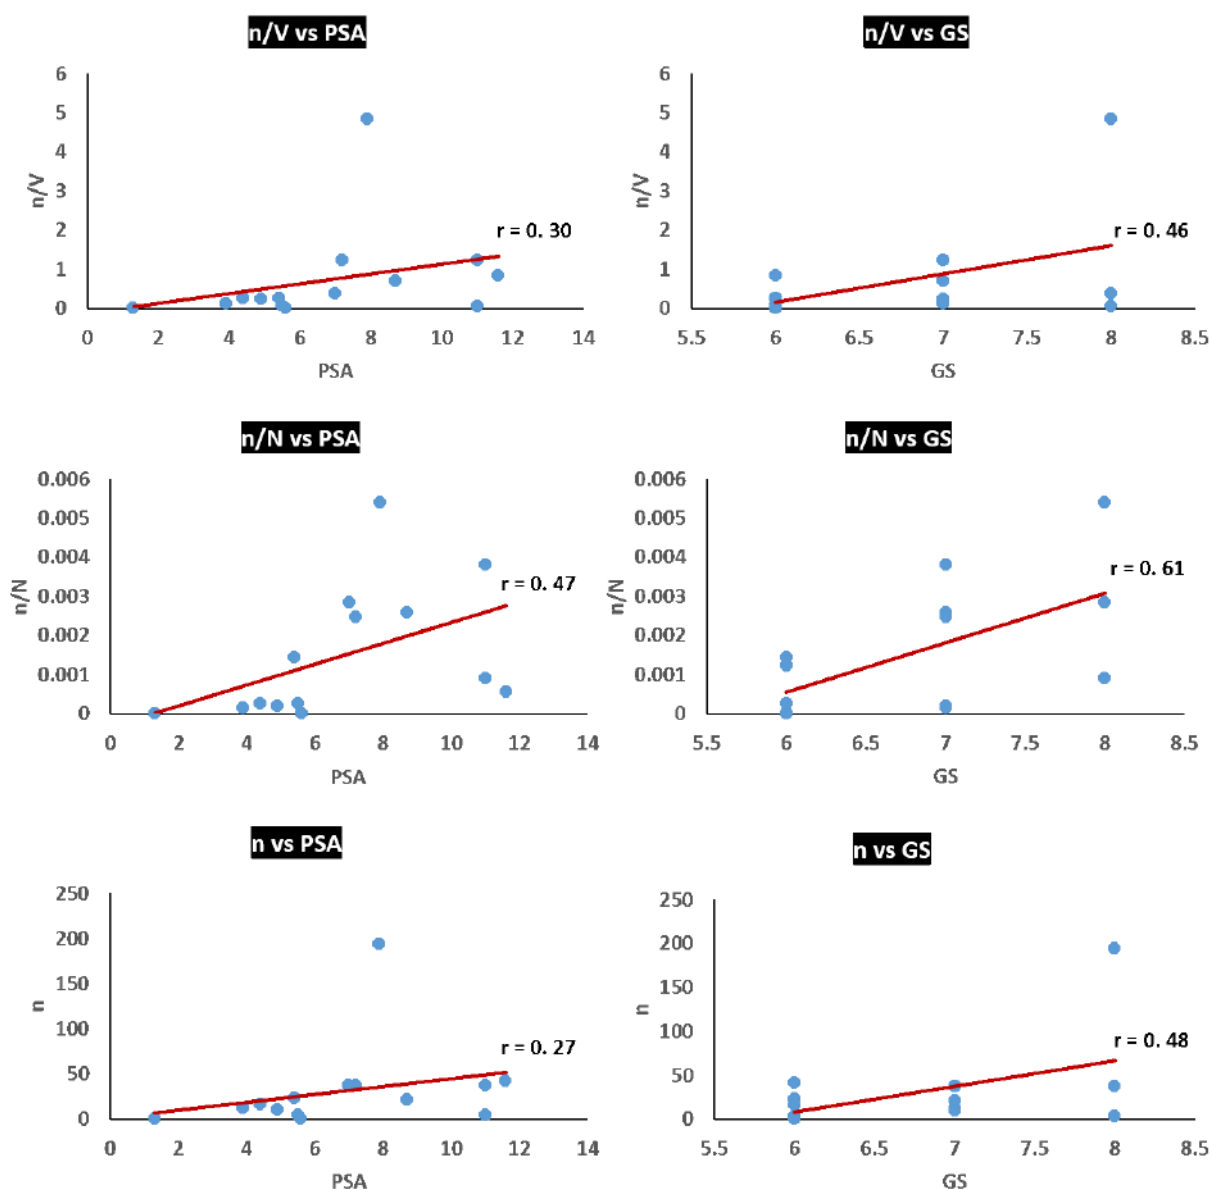 n/V vs PSA
6
5
4
3
2
1
0
n/V
r = 0. 30
0 2 4 6 8 10 12 14
PSA
n/V vs GS
6
5
4
3
2
1
0
n/V
r = 0. 46
5.5 6 6.5 7 7.5 8 8.5
GS
n/N vs PSA
0.006
0.005
0.004
0.003
0.002
0.001
0
n/N
r = 0. 47
0 2 4 6 8 10 12 14
PSA
n/N vs GS
0.006
0.005
0.004
0.003
0.002
0.001
0
n/N
r = 0. 61
5.5 6 6.5 7 7.5 8 8.5
GS
n vs PSA
250
200
150
100
50
0
n
r = 0. 27
0 2 4 6 8 10 12 14
PSA
n vs GS
250
200
150
100
50
0
n
r = 0. 48
5.5 6 6.5 7 7.5 8 8.5
GS